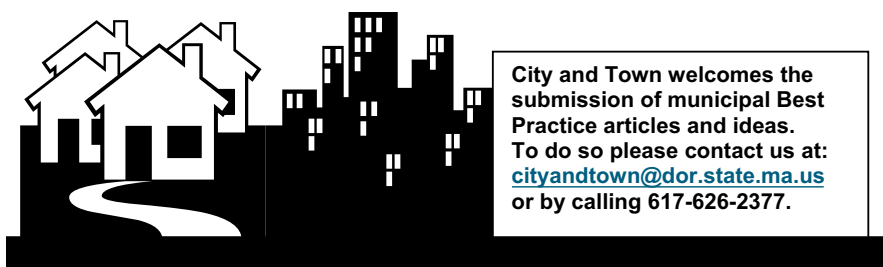 City and Town welcomes the
submission of municipal Best
Practice articles and ideas.
To do so please contact us at:
cityandtown@dor.state.ma.us
or by calling 617-626-2377.